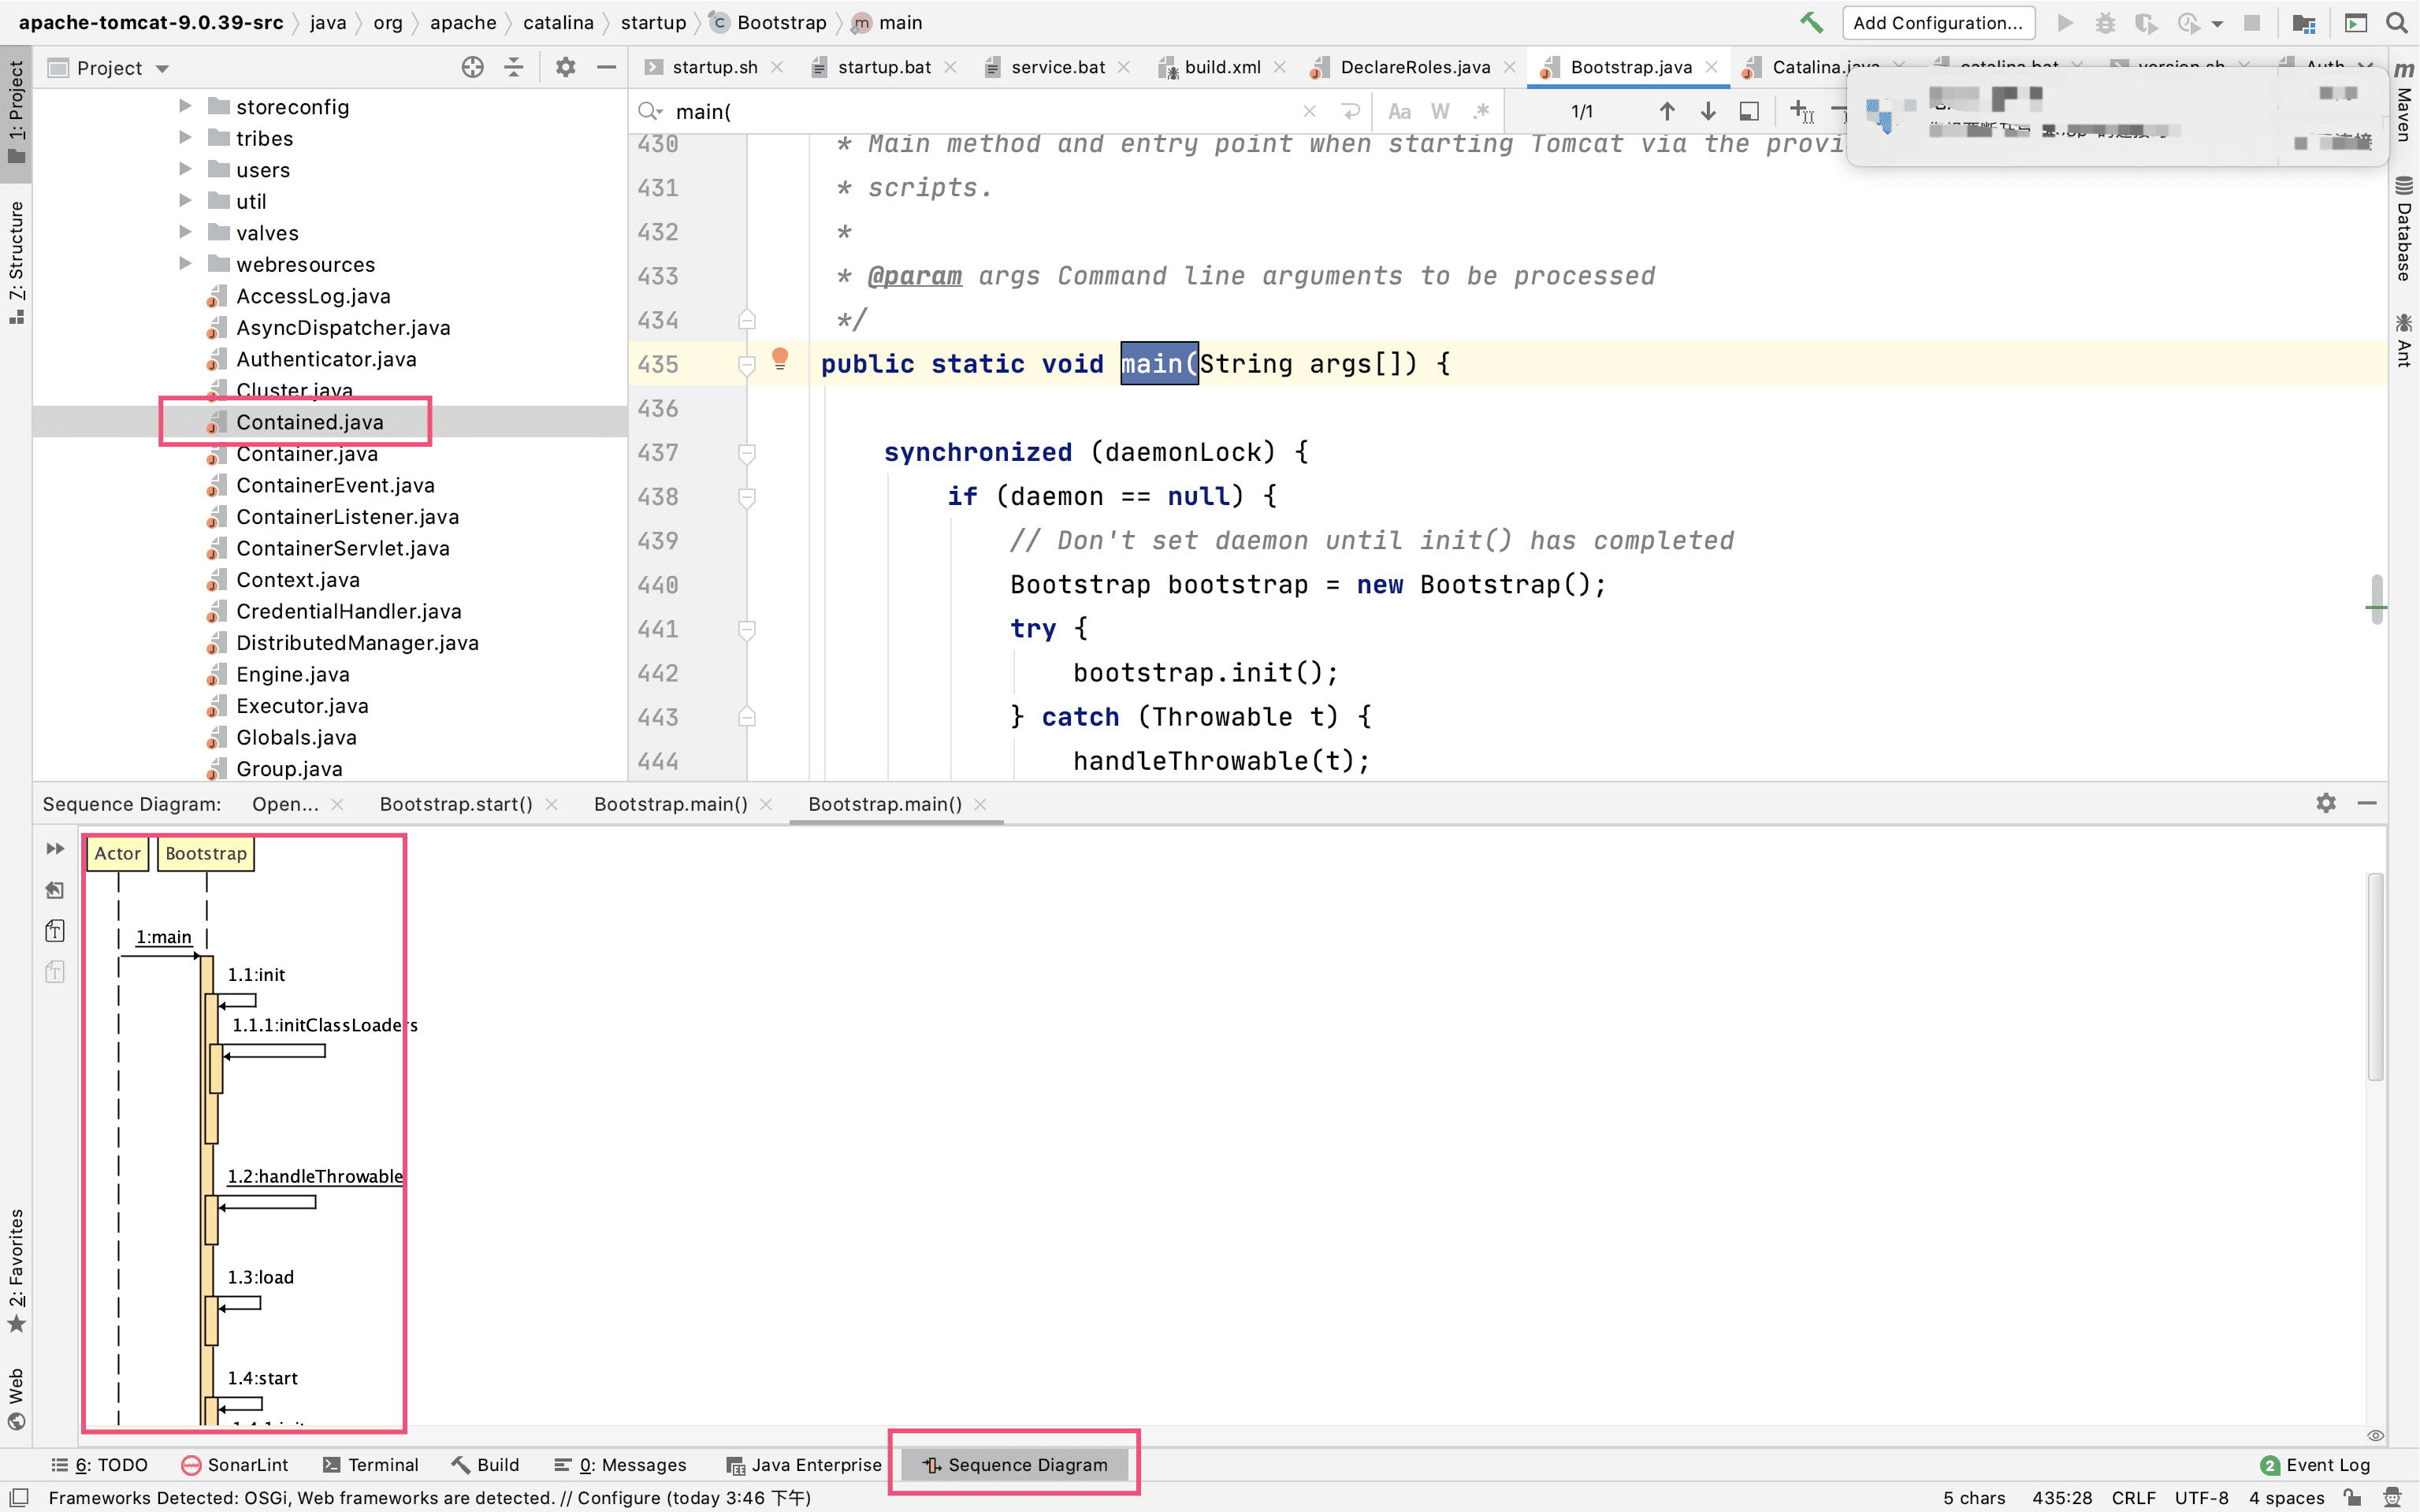 apache-tomcat-9.0.39-src java org apache catalina startup Bootstrap main
Add Configuration...
1: Project
Z: Structure
2: Favorites
Web
Project
storeconfig
tribes
users
util
valves
webresources
AccessLog.java
AsyncDispatcher.java
Authenticator.java
Cluster.java
Contained.java
Container.java
ContainerEvent.java
ContainerListener.java
ContainerServlet.java
Context.java
CredentialHandler.java
DistributedManager.java
Engine.java
Executor.java
Globals.java
Group.java
startup.sh startup.bat service.bat build.xml DeclareRoles.java Bootstrap.java Catalina.java catalina.bat version.sh Auth
main(
Aa W .*
1/1
430 * Main method and entry point when starting Tomcat via the provi
431 * scripts.
432 *
433 * @param args Command line arguments to be processed
434 */
435 public static void main(String args[]) {
436
437 synchronized (daemonLock) {
438 if (daemon == null) {
439 // Don't set daemon until init() has completed
440 Bootstrap bootstrap = new Bootstrap();
441 try {
442 bootstrap.init();
443 } catch (Throwable t) {
444 handleThrowable(t);
m Maven
Database
Ant
Sequence Diagram: Open... Bootstrap.start() Bootstrap.main() Bootstrap.main()
Actor Bootstrap
1:main
1.1:init
1.1.1:initClassLoaders
1.2:handleThrowable
1.3:load
1.4:start
6: TODO SonarLint Terminal Build 0: Messages Java Enterprise Sequence Diagram 2 Event Log
Frameworks Detected: OSGi, Web frameworks are detected. // Configure (today 3:46 下午) 5 chars 435:28 CRLF UTF-8 4 spaces